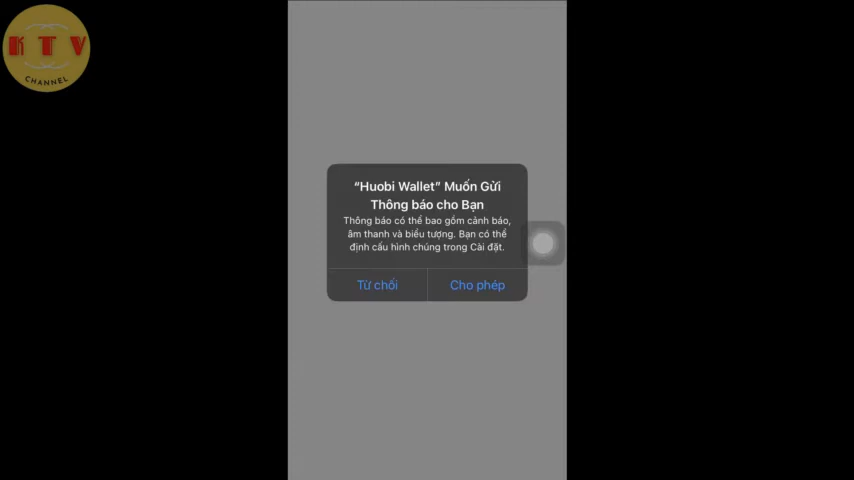 KTV
CHANNEL
“Huobi Wallet” Muốn Gửi
Thông báo cho Bạn
Thông báo có thể bao gồm cảnh báo,
âm thanh và biểu tượng. Bạn có thể
định cấu hình chúng trong Cài đặt.
Từ chối
Cho phép